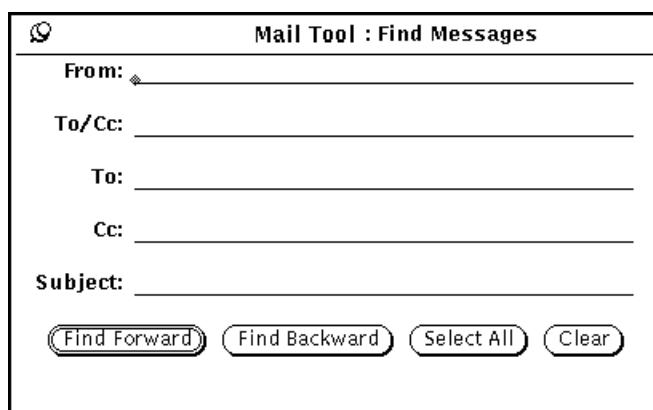 Mail Tool : Find Messages
From:
To/Cc:
To:
Cc:
Subject:
Find Forward Find Backward Select All Clear